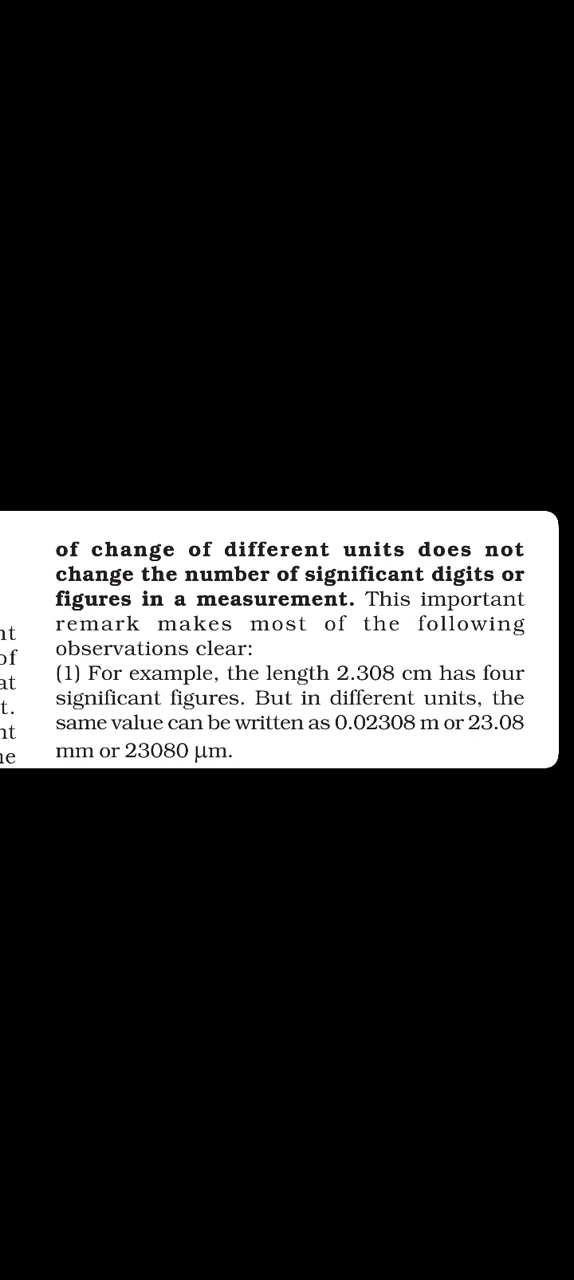 of change of different units does not
change the number of significant digits or
figures in a measurement. This important
remark makes most of the following
observations clear:
(1) For example, the length 2.308 cm has four
significant figures. But in different units, the
same value can be written as 0.02308 m or 23.08
mm or 23080 μm.